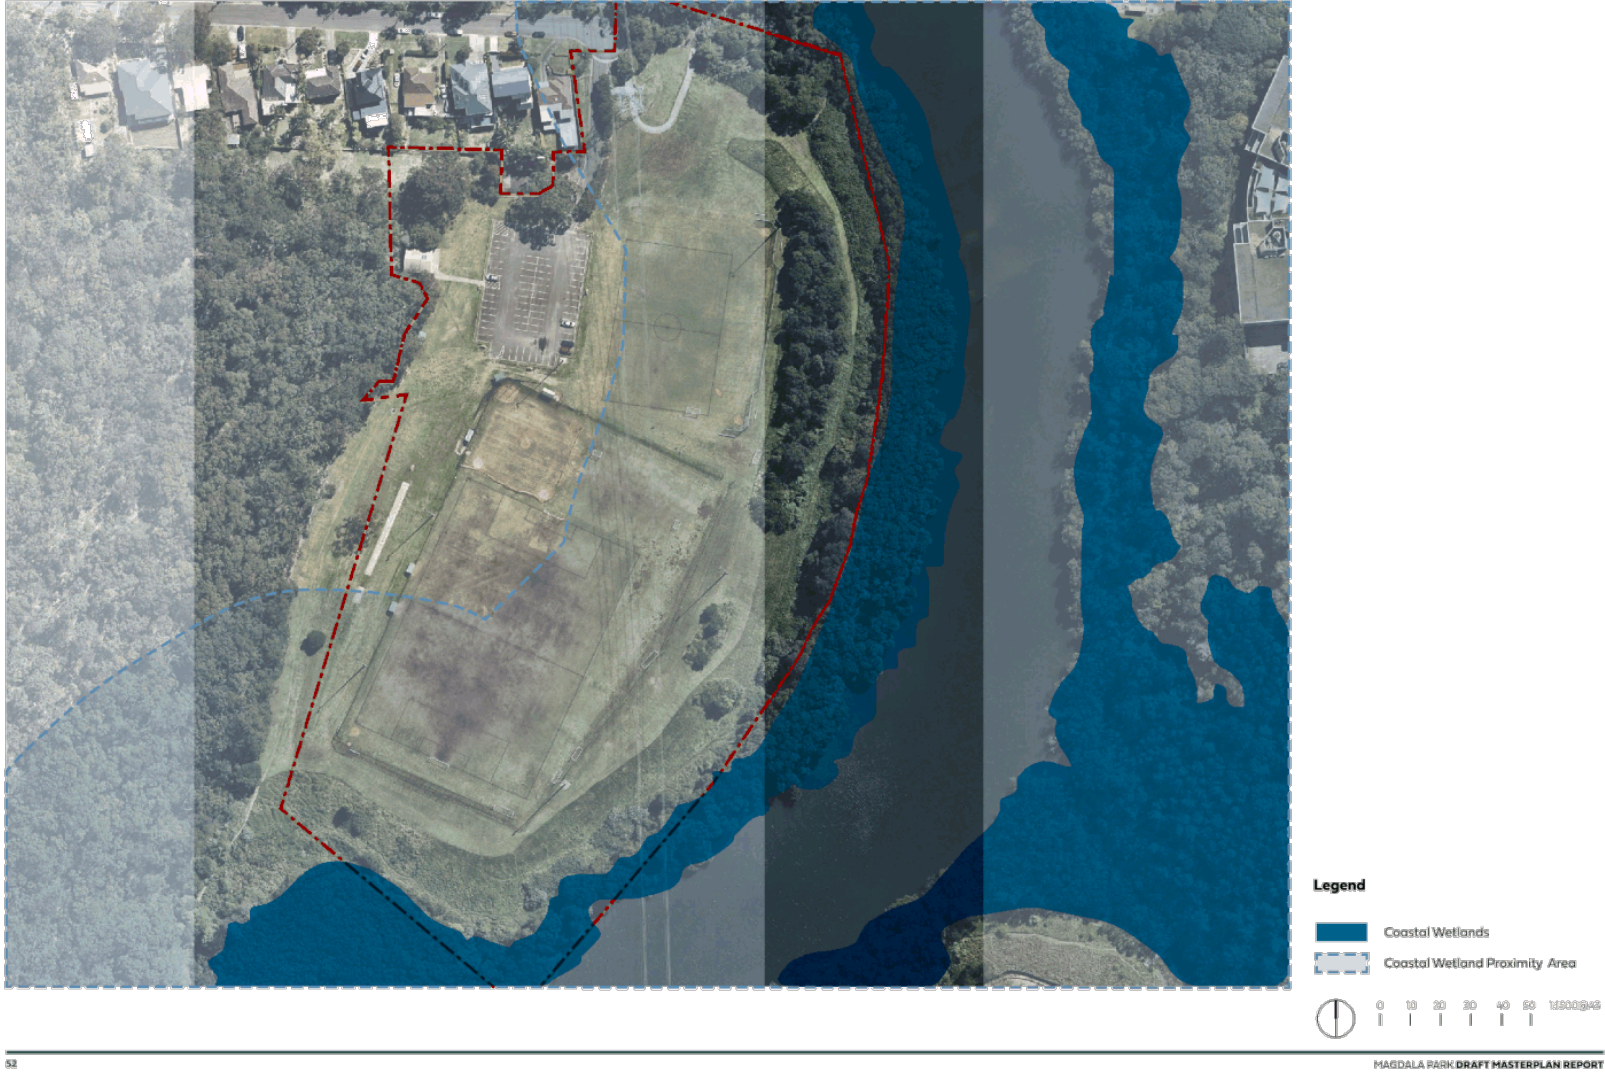 Legend
Coastal Wetlands
Coastal Wetland Proximity Area
0 10 20 30 40 50
52
MAGDALA PARK DRAFT MASTERPLAN REPORT